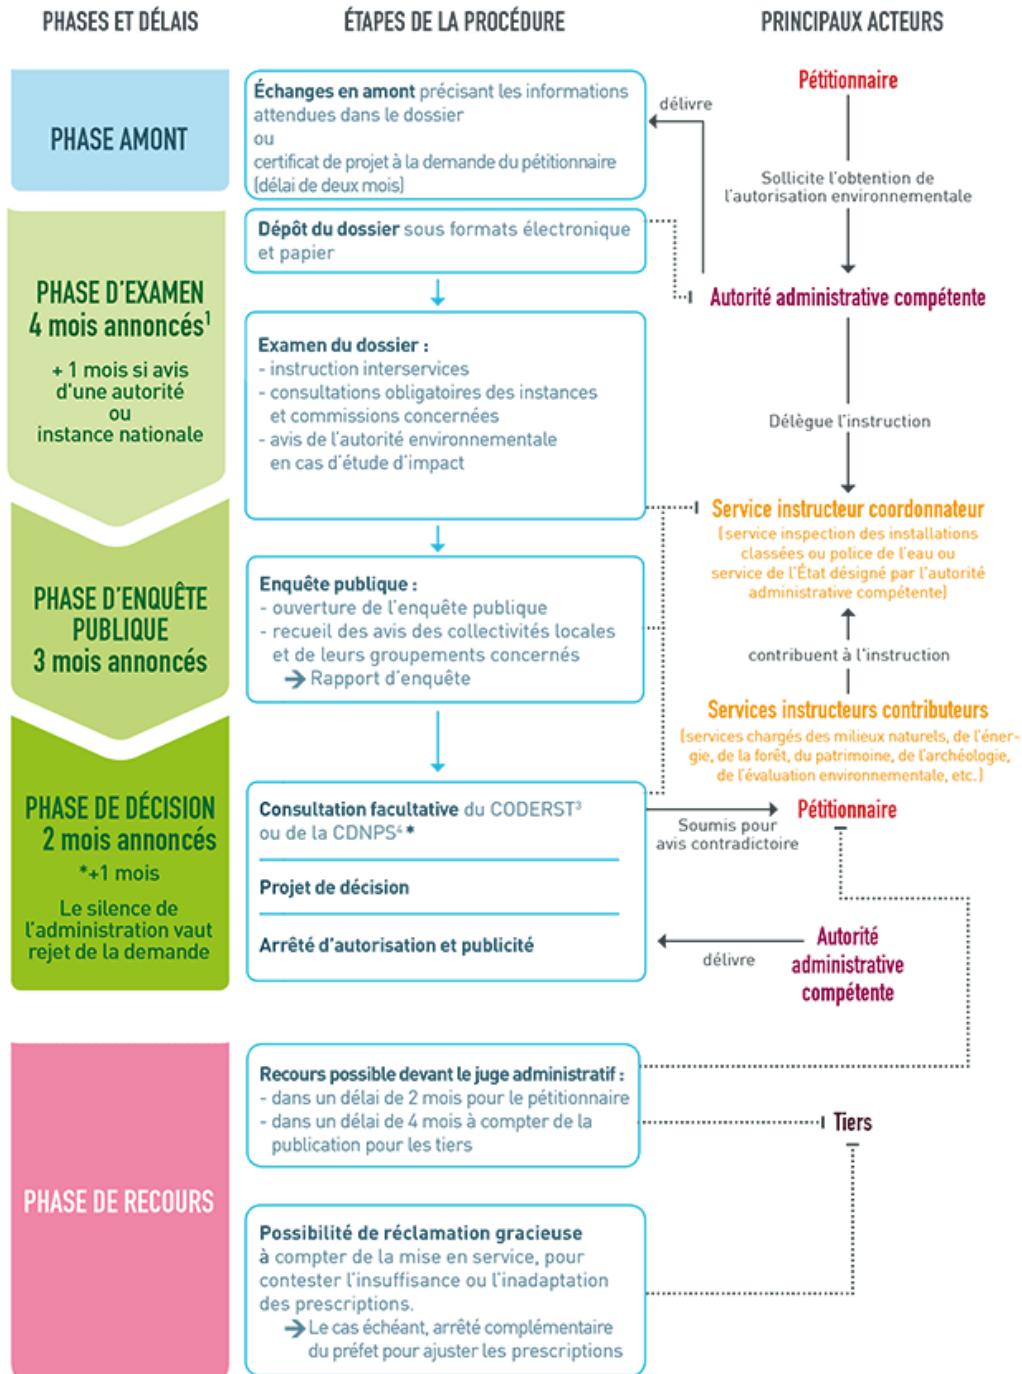 PHASES ET DÉLAIS
ÉTAPES DE LA PROCÉDURE
PRINCIPAUX ACTEURS
PHASE AMONT
Échanges en amont précisant les informations
attendues dans le dossier
ou
certificat de projet à la demande du pétitionnaire
(délai de deux mois)
délivre
Pétitionnaire
Sollicite l'obtention de
l'autorisation environnementale
Autorité administrative compétente
PHASE D'EXAMEN
4 mois annoncés¹
+ 1 mois si avis
d'une autorité
ou
instance nationale
Dépôt du dossier sous formats électronique
et papier
Examen du dossier :
- instruction interservices
- consultations obligatoires des instances
et commissions concernées
- avis de l'autorité environnementale
en cas d'étude d'impact
Délègue l'instruction
Service instructeur coordonnateur
(service inspection des installations
classées ou police de l'eau ou
service de l'État désigné par l'autorité
administrative compétente)
PHASE D'ENQUÊTE
PUBLIQUE
3 mois annoncés
Enquête publique :
- ouverture de l'enquête publique
- recueil des avis des collectivités locales
et de leurs groupements concernés
→ Rapport d'enquête
contribuent à l'instruction
Services instructeurs contributeurs
(services chargés des milieux naturels, de l'éner-
gie, de la forêt, du patrimoine, de l'archéologie,
de l'évaluation environnementale, etc.)
PHASE DE DÉCISION
2 mois annoncés
*+1 mois
Le silence de
l'administration vaut
rejet de la demande
Consultation facultative du CODERST³
ou de la CDNPS⁴ *
Projet de décision
Arrêté d'autorisation et publicité
Soumis pour
avis contradictoire
Pétitionnaire
délivre
Autorité
administrative
compétente
PHASE DE RECOURS
Recours possible devant le juge administratif :
- dans un délai de 2 mois pour le pétitionnaire
- dans un délai de 4 mois à compter de la
publication pour les tiers
Tiers
Possibilité de réclamation gracieuse
à compter de la mise en service, pour
contester l'insuffisance ou l'inadaptation
des prescriptions.
→ Le cas échéant, arrêté complémentaire
du préfet pour ajuster les prescriptions